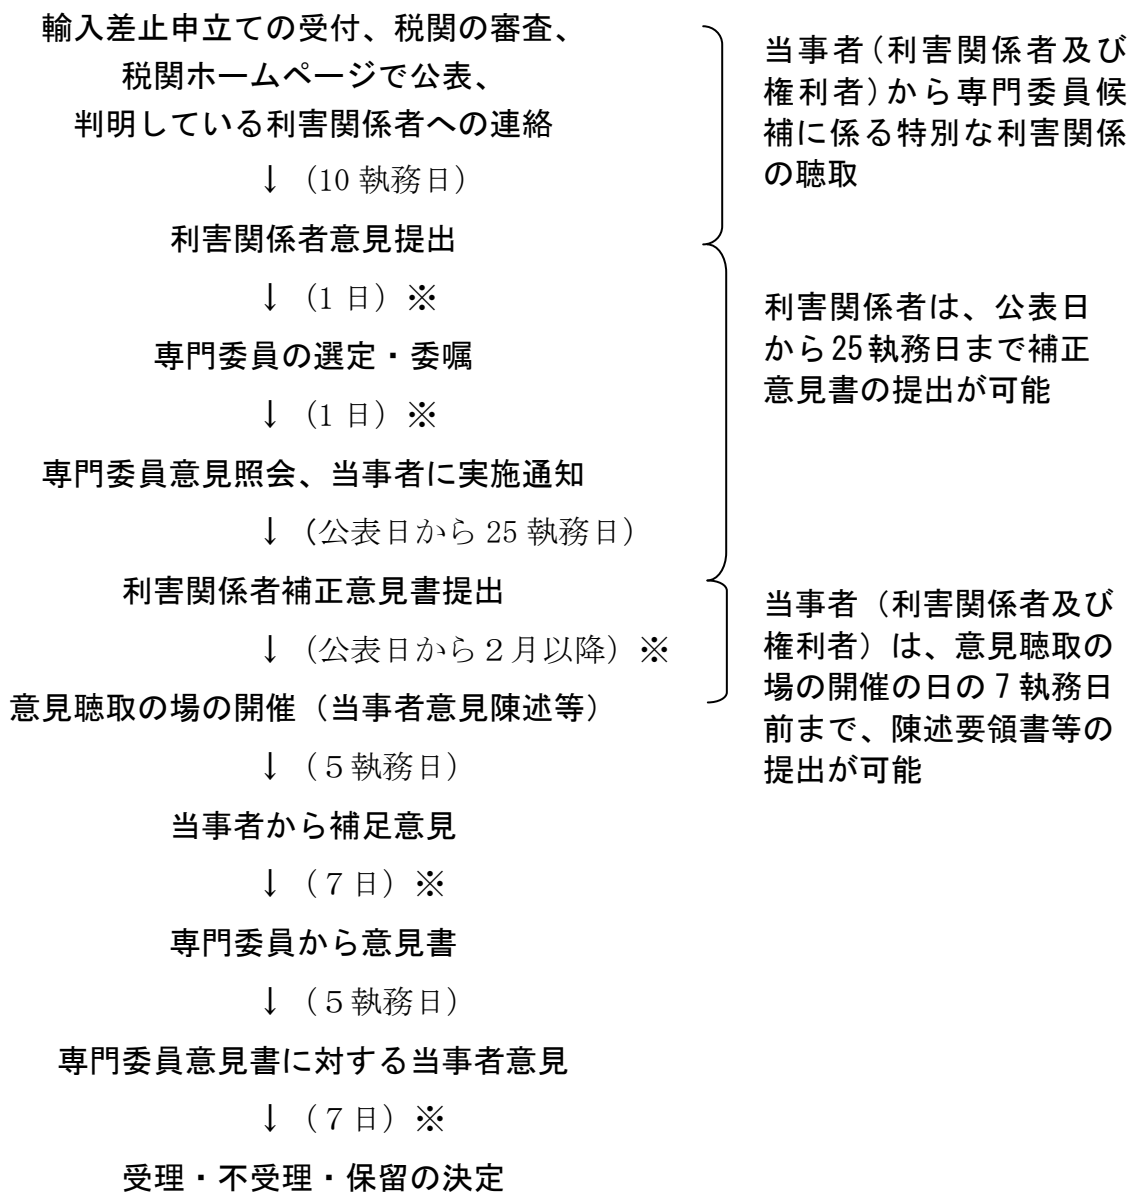 輸入差止申立ての受付、税関の審査、
税関ホームページで公表、
判明している利害関係者への連絡
↓（10 執務日）
利害関係者意見提出
↓（1 日）※
専門委員の選定・委嘱
↓（1 日）※
専門委員意見照会、当事者に実施通知
↓（公表日から 25 執務日）
利害関係者補正意見書提出
↓（公表日から２月以降）※
意見聴取の場の開催（当事者意見陳述等）
↓（５執務日）
当事者から補足意見
↓（７日）※
専門委員から意見書
↓（５執務日）
専門委員意見書に対する当事者意見
↓（７日）※
受理・不受理・保留の決定
当事者（利害関係者及び
権利者）から専門委員候
補に係る特別な利害関係
の聴取
利害関係者は、公表日
から25執務日まで補正
意見書の提出が可能
当事者（利害関係者及び
権利者）は、意見聴取の
場の開催の日の７執務日
前まで、陳述要領書等の
提出が可能